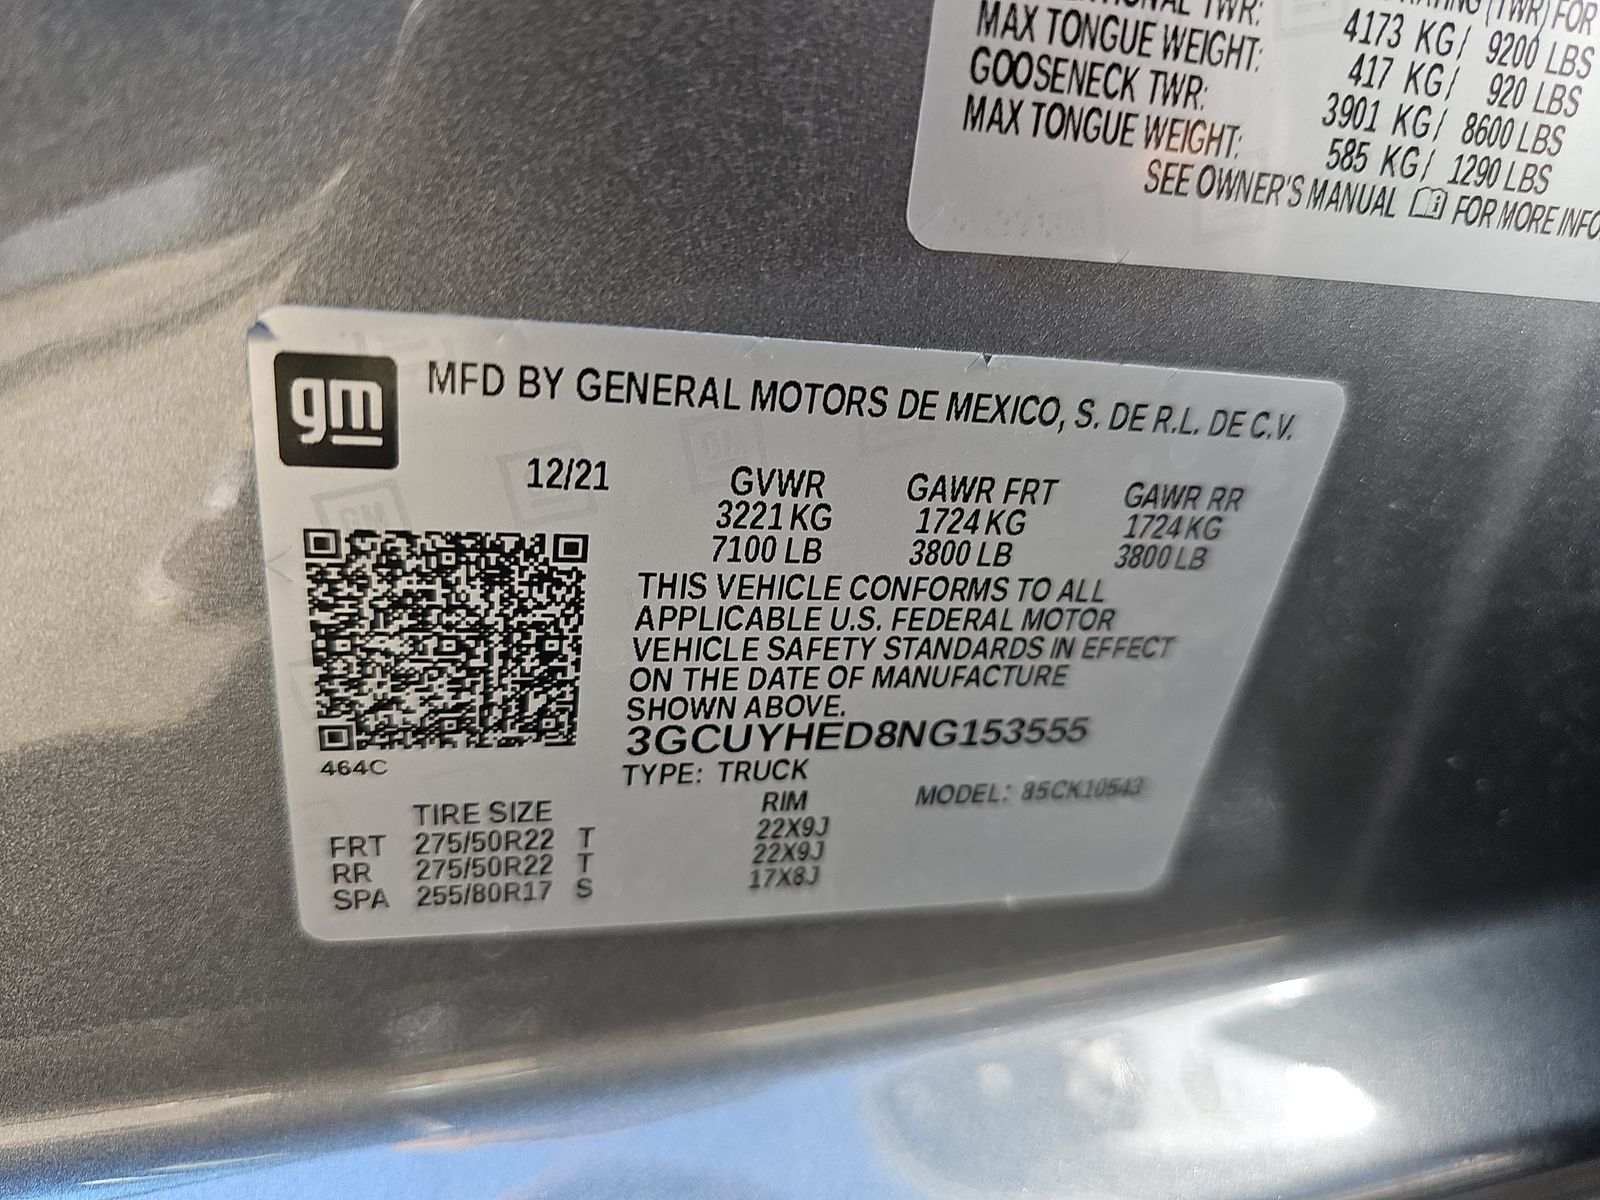 TWR:
(TWR) FOR
4173 KG/ 9200 LBS
MAX TONGUE WEIGHT: 417 KG/ 920 LBS
GOOSENECK TWR: 3901 KG/ 8600 LBS
MAX TONGUE WEIGHT: 585 KG/ 1290 LBS
SEE OWNER'S MANUAL FOR MORE INFO
gm
MFD BY GENERAL MOTORS DE MEXICO, S. DE R.L. DE C.V.
12/21 GVWR GAWR FRT GAWR RR
3221 KG 1724 KG 1724 KG
7100 LB 3800 LB 3800 LB
THIS VEHICLE CONFORMS TO ALL
APPLICABLE U.S. FEDERAL MOTOR
VEHICLE SAFETY STANDARDS IN EFFECT
ON THE DATE OF MANUFACTURE
SHOWN ABOVE.
3GCUYHED8NG153555
464C
TYPE: TRUCK MODEL: 85CK10543
TIRE SIZE RIM
FRT 275/50R22 T 22X9J
RR 275/50R22 T 22X9J
SPA 255/80R17 S 17X8J